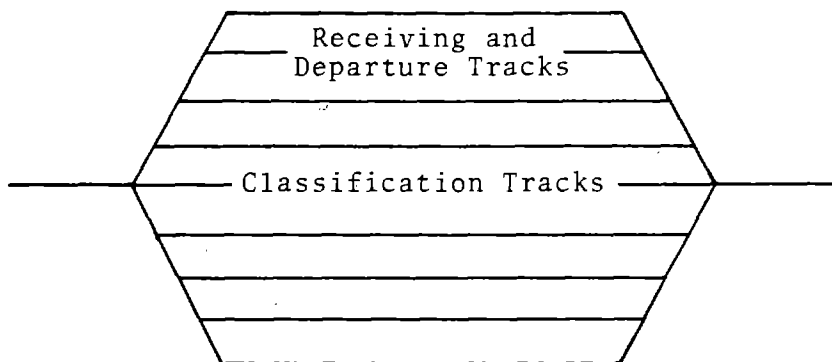 Receiving and
Departure Tracks
Classification Tracks